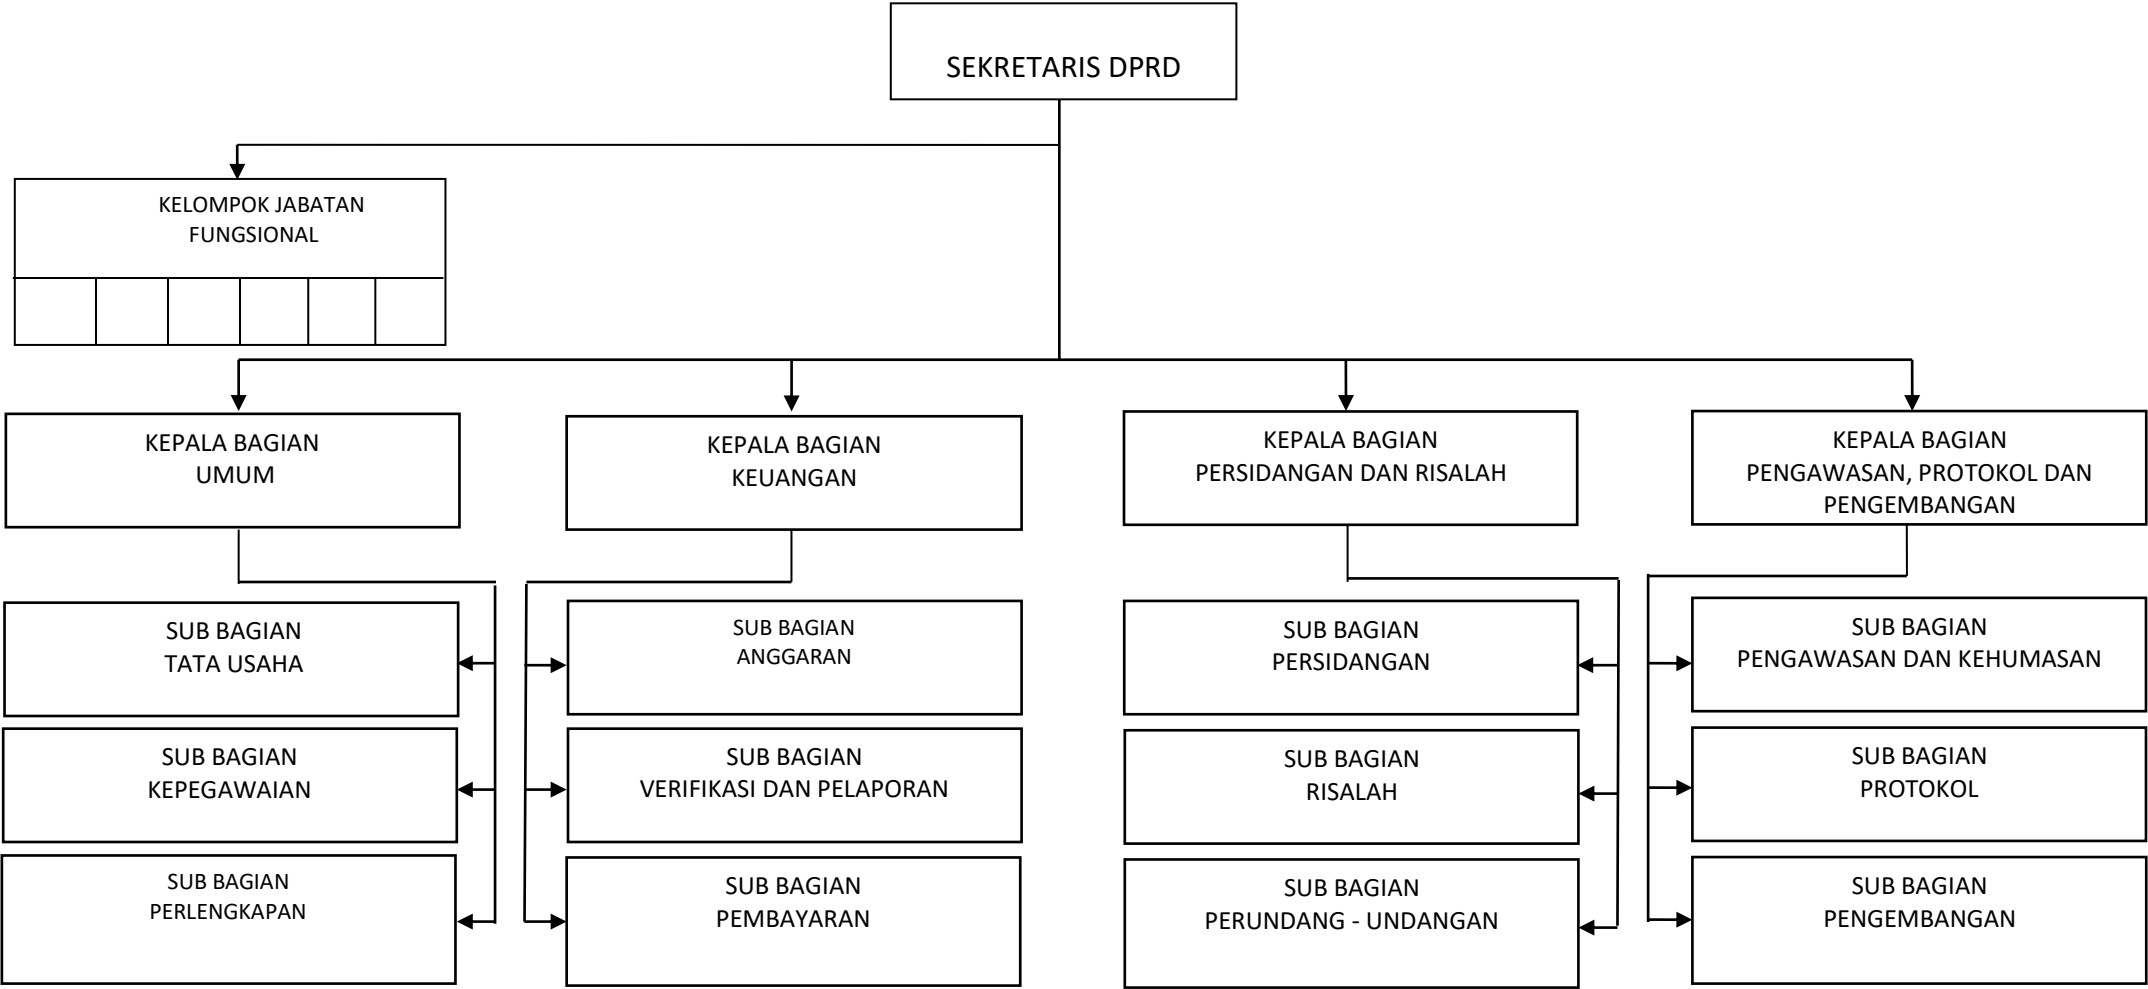 SEKRETARIS DPRD
KELOMPOK JABATAN
FUNGSIONAL
KEPALA BAGIAN
UMUM
KEPALA BAGIAN
KEUANGAN
KEPALA BAGIAN
PERSIDANGAN DAN RISALAH
KEPALA BAGIAN
PENGAWASAN, PROTOKOL DAN
PENGEMBANGAN
SUB BAGIAN
TATA USAHA
SUB BAGIAN
ANGGARAN
SUB BAGIAN
PERSIDANGAN
SUB BAGIAN
PENGAWASAN DAN KEHUMASAN
SUB BAGIAN
KEPEGAWAIAN
SUB BAGIAN
VERIFIKASI DAN PELAPORAN
SUB BAGIAN
RISALAH
SUB BAGIAN
PROTOKOL
SUB BAGIAN
PERLENGKAPAN
SUB BAGIAN
PEMBAYARAN
SUB BAGIAN
PERUNDANG - UNDANGAN
SUB BAGIAN
PENGEMBANGAN